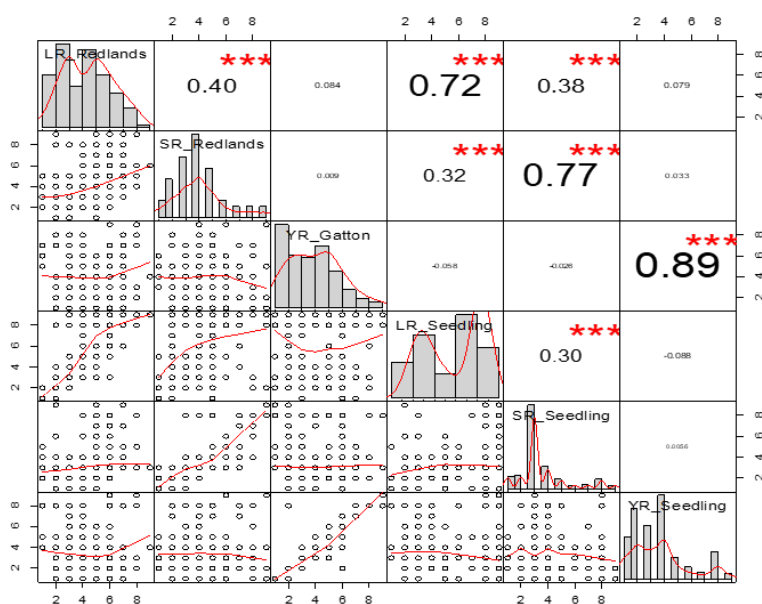 2 4 6 8 2 4 6 8 2 4 6 8
LR_Redlands
0.40 ***
0.084
0.72 ***
0.38 ***
0.079
2 4 6 8
2 4 6 8
SR_Redlands
0.009
0.32 ***
0.77 ***
0.033
YR_Gatton
-0.058
-0.026
0.89 ***
2 4 6 8
2 4 6 8
LR_Seedling
0.30 ***
-0.088
SR_Seedling
2 4 6 8
2 4 6 8
YR_Seedling
2 4 6 8 2 4 6 8 2 4 6 8